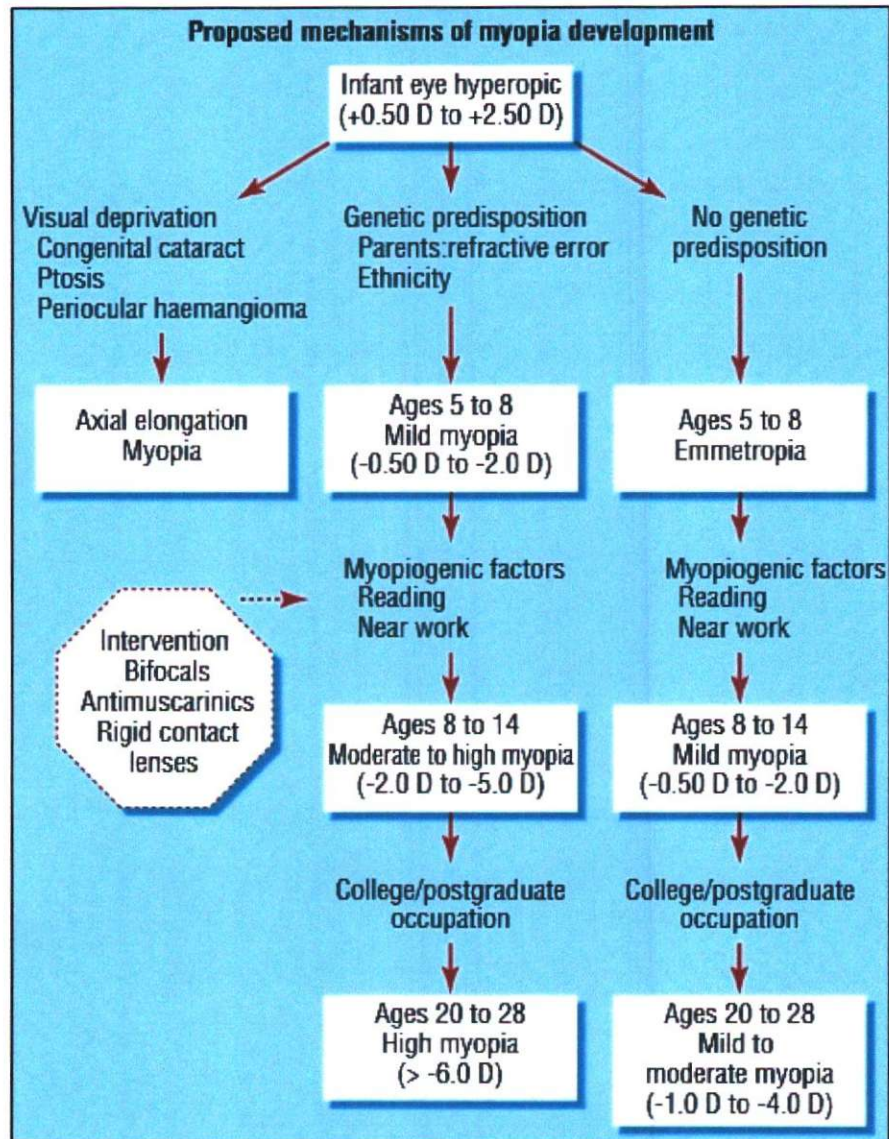 Proposed mechanisms of myopia development
Infant eye hyperopic
(+0.50 D to +2.50 D)
Visual deprivation
Congenital cataract
Ptosis
Periocular haemangioma
Genetic predisposition
Parents:refractive error
Ethnicity
No genetic
predisposition
Axial elongation
Myopia
Ages 5 to 8
Mild myopia
(-0.50 D to -2.0 D)
Ages 5 to 8
Emmetropia
Intervention
Bifocals
Antimuscarinics
Rigid contact
lenses
Myopiogenic factors
Reading
Near work
Myopiogenic factors
Reading
Near work
Ages 8 to 14
Moderate to high myopia
(-2.0 D to -5.0 D)
Ages 8 to 14
Mild myopia
(-0.50 D to -2.0 D)
College/postgraduate
occupation
College/postgraduate
occupation
Ages 20 to 28
High myopia
(> -6.0 D)
Ages 20 to 28
Mild to
moderate myopia
(-1.0 D to -4.0 D)